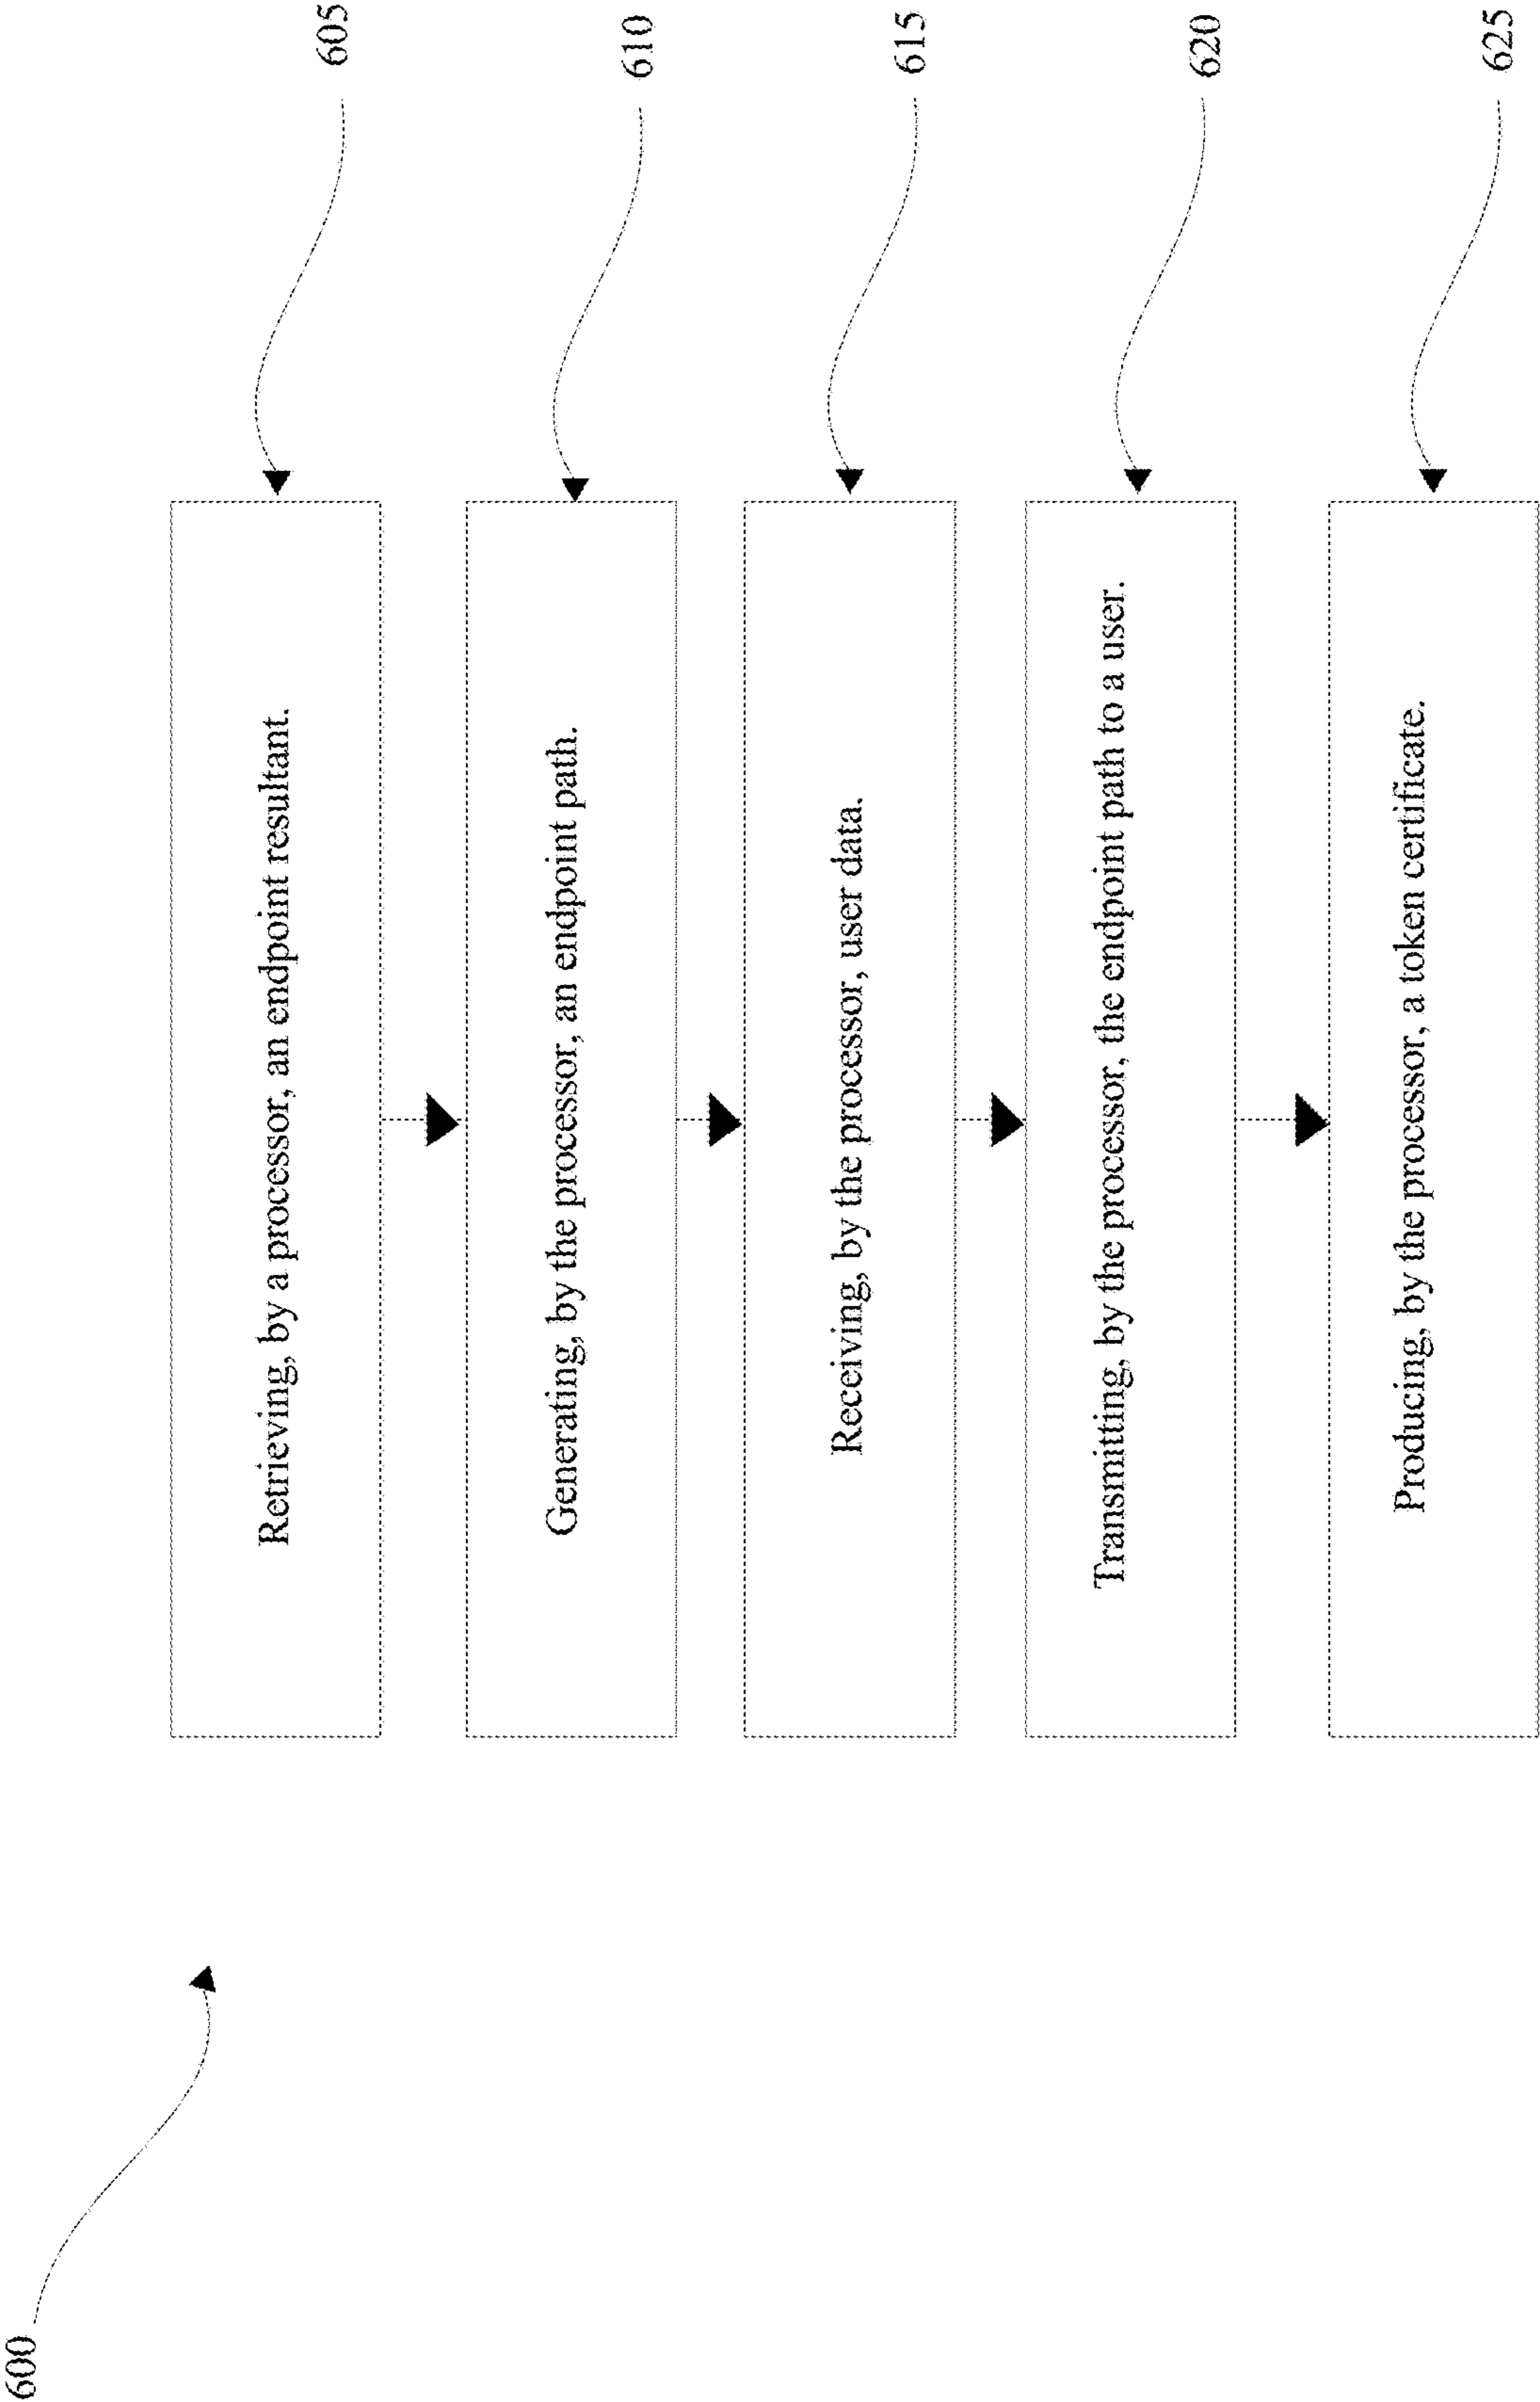 600
Retrieving, by a processor, an endpoint resultant.
605
Generating, by the processor, an endpoint path.
610
Receiving, by the processor, user data.
615
Transmitting, by the processor, the endpoint path to a user.
620
Producing, by the processor, a token certificate.
625